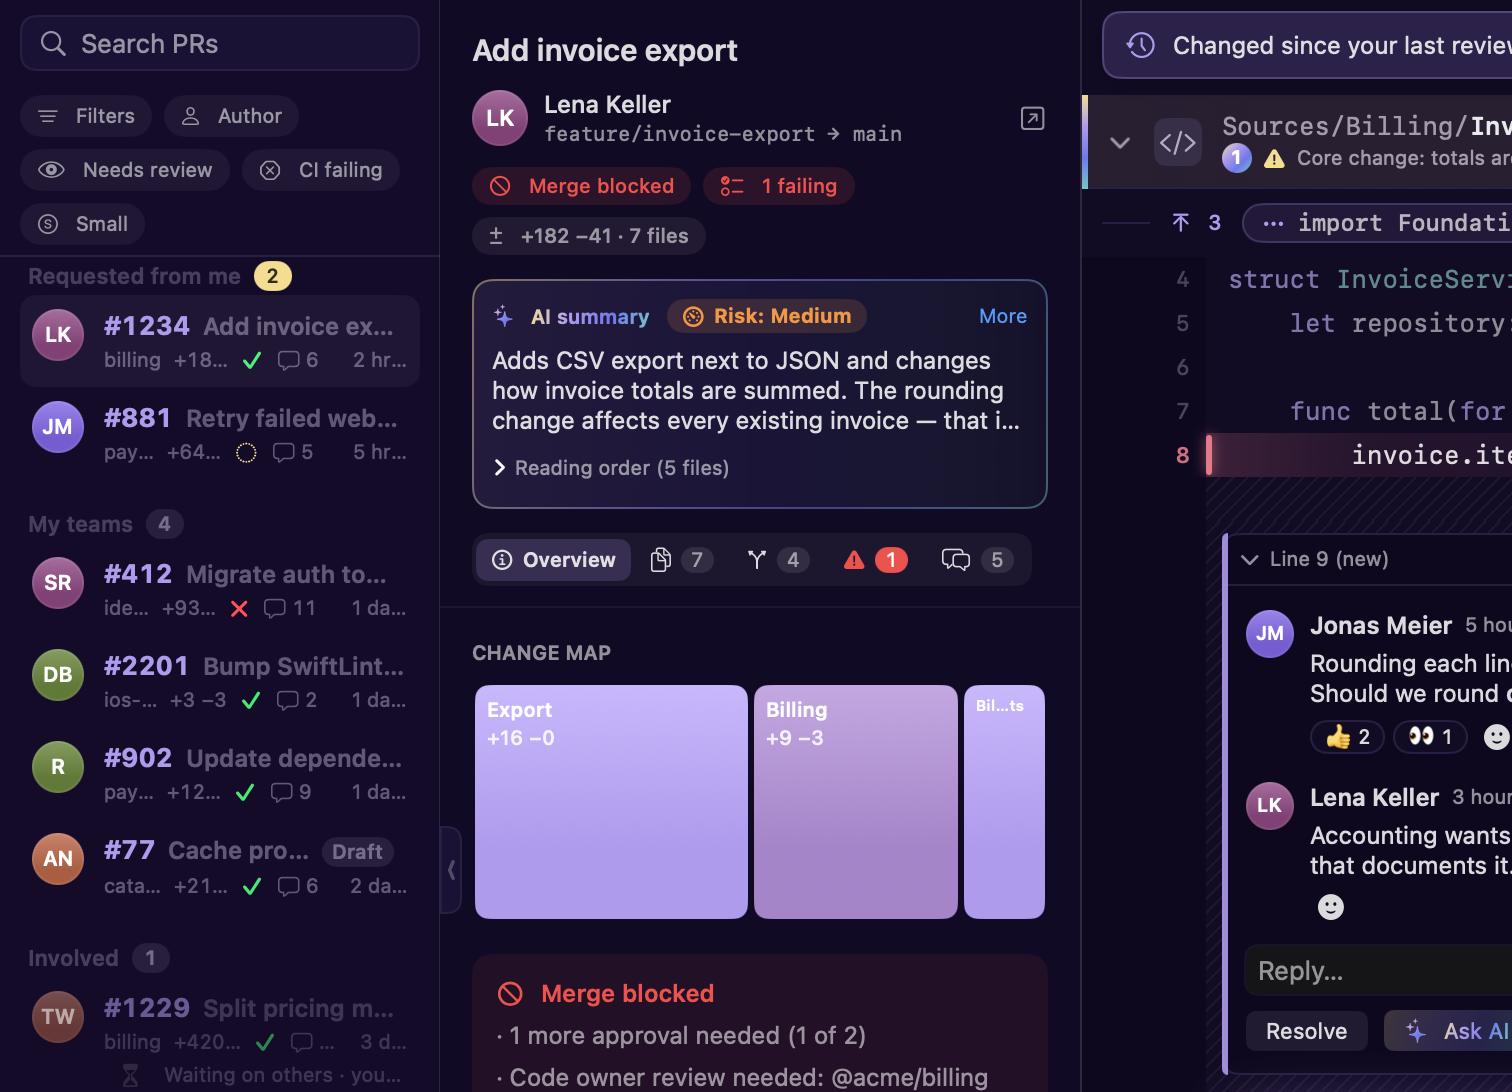 Search PRs
Filters
Author
Needs review
CI failing
Small
Requested from me 2
LK
#1234 Add invoice ex...
billing +18... 6 2 hr...
JM
#881 Retry failed web...
pay... +64... 5 5 hr...
My teams 4
SR
#412 Migrate auth to...
ide... +93... 11 1 da...
DB
#2201 Bump SwiftLint...
ios-... +3 −3 2 1 da...
R
#902 Update depende...
pay... +12... 9 1 da...
AN
#77 Cache pro... Draft
cata... +21... 6 2 da...
Involved 1
TW
#1229 Split pricing m...
billing +420... ... 3 d...
Waiting on others · you...
Add invoice export
LK
Lena Keller
feature/invoice-export → main
Merge blocked
1 failing
+182 −41 · 7 files
AI summary
Risk: Medium
More
Adds CSV export next to JSON and changes
how invoice totals are summed. The rounding
change affects every existing invoice — that i...
Reading order (5 files)
Overview 7 4 1 5
CHANGE MAP
Export
+16 −0
Billing
+9 −3
Bil...ts
Merge blocked
· 1 more approval needed (1 of 2)
· Code owner review needed: @acme/billing
Changed since your last review
</> Sources/Billing/Inv
1 Core change: totals are
3 ··· import Foundati
4 struct InvoiceServi
5 let repository:
6
7 func total(for
8 invoice.ite
Line 9 (new)
JM
Jonas Meier 5 hou
Rounding each lin
Should we round
👍 2 👀 1
LK
Lena Keller 3 hour
Accounting wants
that documents it.
Reply...
Resolve
Ask AI